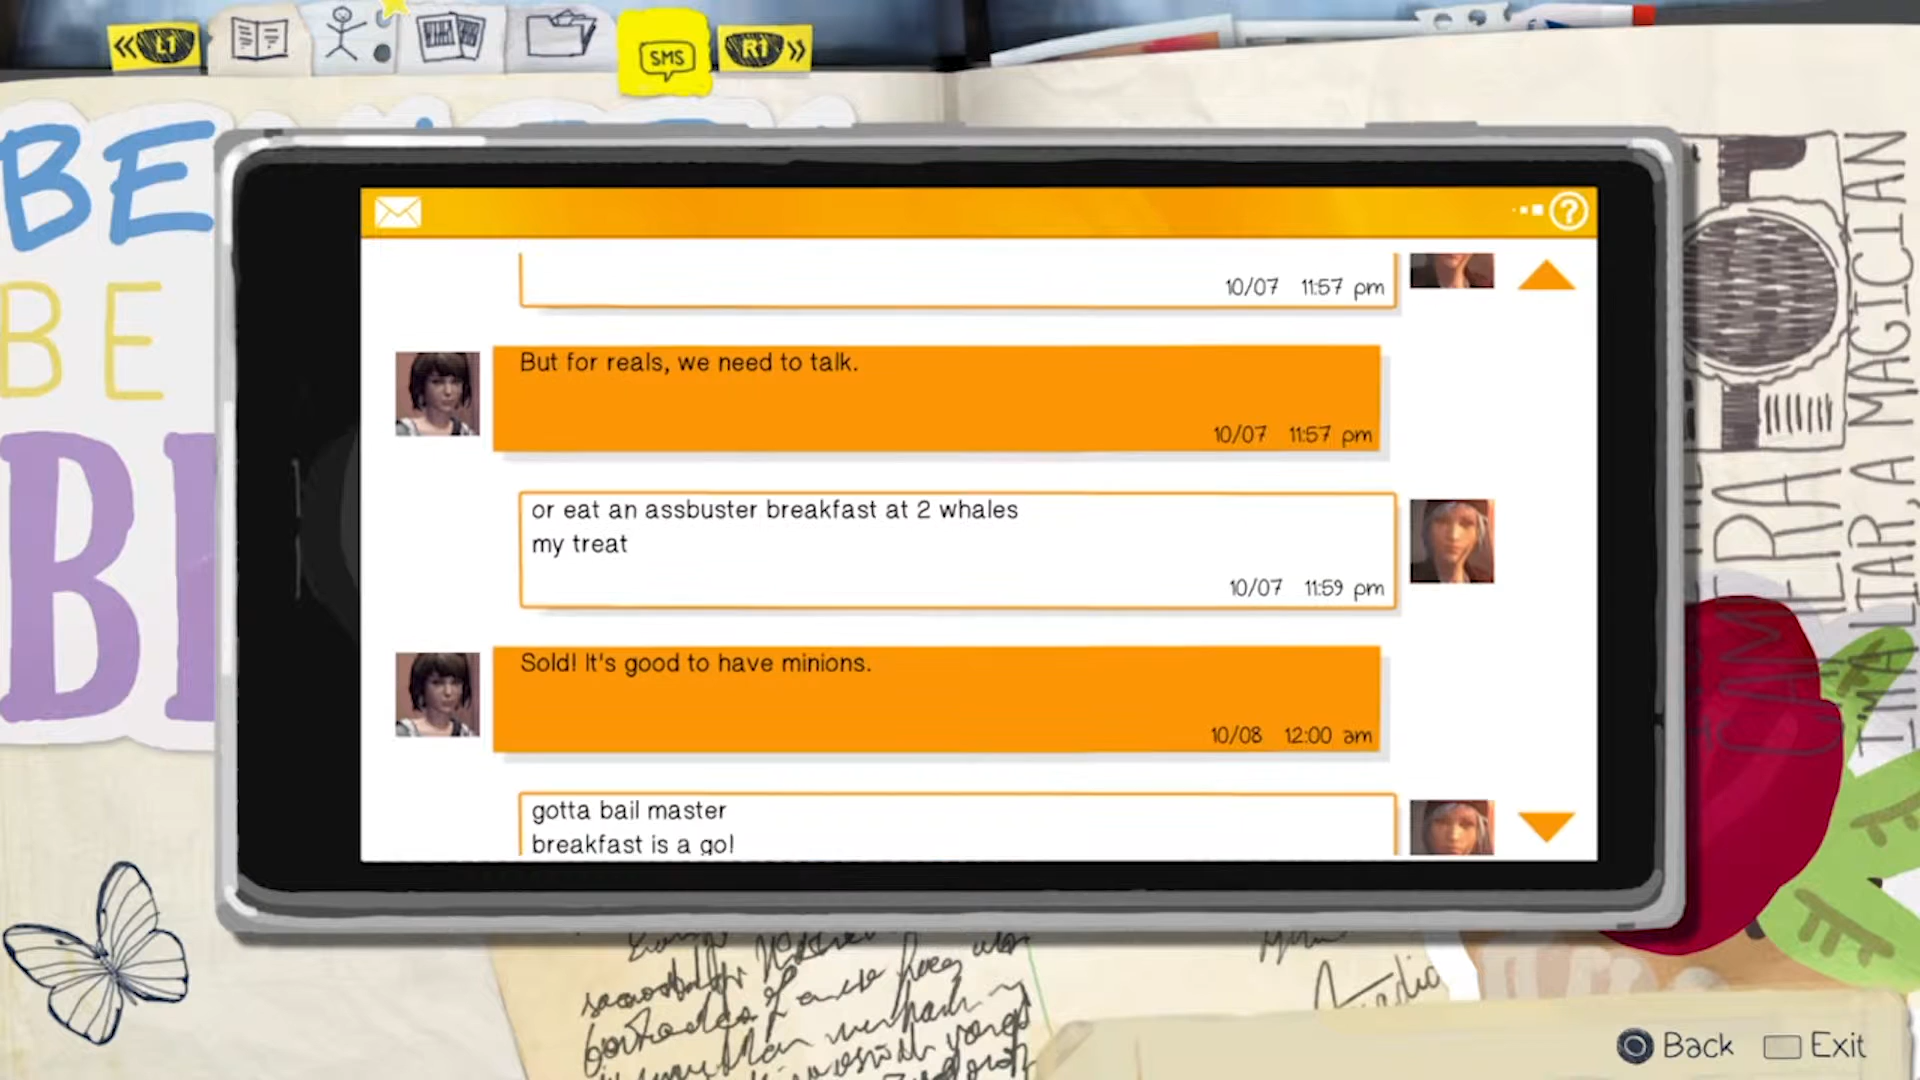 L1
SMS
R1
BE
BE
10/07 11:57 pm
But for reals, we need to talk.
10/07 11:57 pm
or eat an assbuster breakfast at 2 whales
my treat
10/07 11:59 pm
Sold! It's good to have minions.
10/08 12:00 am
gotta bail master
breakfast is a go!
MAGICIAN
LIAR, A
Back
Exit